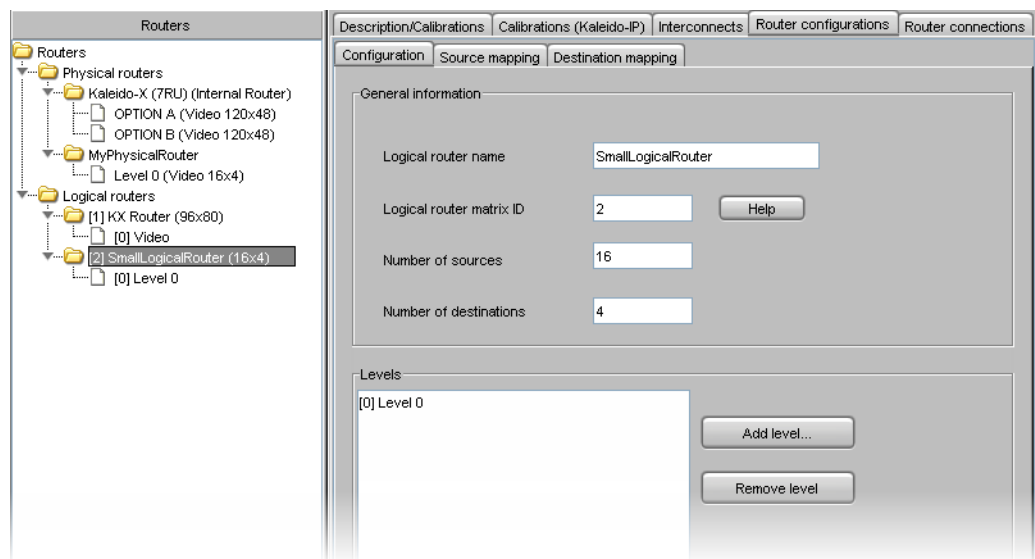 Routers
Routers
Physical routers
Kaleido-X (7RU) (Internal Router)
OPTION A (Video 120x48)
OPTION B (Video 120x48)
MyPhysicalRouter
Level 0 (Video 16x4)
Logical routers
[1] KX Router (96x80)
[0] Video
[2] SmallLogicalRouter (16x4)
[0] Level 0
Description/Calibrations Calibrations (Kaleido-IP) Interconnects Router configurations Router connections
Configuration Source mapping Destination mapping
General information
Logical router name SmallLogicalRouter
Logical router matrix ID 2 Help
Number of sources 16
Number of destinations 4
Levels
[0] Level 0
Add level...
Remove level